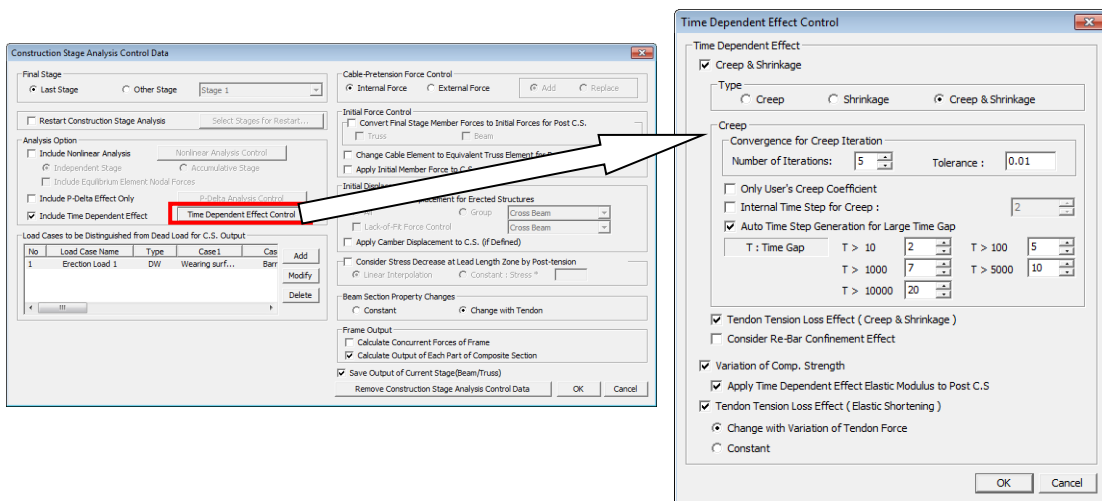 Construction Stage Analysis Control Data
Final Stage
Last Stage Other Stage Stage 1
Restart Construction Stage Analysis Select Stages for Restart...
Analysis Option
Include Nonlinear Analysis Nonlinear Analysis Control
Independent Stage Accumulative Stage
Include Equilibrium Element Nodal Forces
Include P-Delta Effect Only P-Delta Analysis Control
Include Time Dependent Effect Time Dependent Effect Control
Load Cases to be Distinguished from Dead Load for C.S. Output
No Load Case Name Type Case1 Cas
1 Erection Load 1 DW Wearing surf... Barr
Add
Modify
Delete
Cable-Pretension Force Control
Internal Force External Force Add Replace
Initial Force Control
Convert Final Stage Member Forces to Initial Forces for Post C.S.
Truss Beam
Change Cable Element to Equivalent Truss Element for
Apply Initial Member Force to C.S.
Initial
for Erected Structures
Group Cross Beam
Lack-of-Fit Force Control Cross Beam
Apply Camber Displacement to C.S. (if Defined)
Consider Stress Decrease at Lead Length Zone by Post-tension
Linear Interpolation Constant : Stress *
Beam Section Property Changes
Constant Change with Tendon
Frame Output
Calculate Concurrent Forces of Frame
Calculate Output of Each Part of Composite Section
Save Output of Current Stage(Beam/Truss)
Remove Construction Stage Analysis Control Data OK Cancel
Time Dependent Effect Control
Time Dependent Effect
Creep & Shrinkage
Type
Creep Shrinkage Creep & Shrinkage
Creep
Convergence for Creep Iteration
Number of Iterations: 5 Tolerance : 0.01
Only User's Creep Coefficient
Internal Time Step for Creep : 2
Auto Time Step Generation for Large Time Gap
T : Time Gap T > 10 2 T > 100 5
T > 1000 7 T > 5000 10
T > 10000 20
Tendon Tension Loss Effect ( Creep & Shrinkage )
Consider Re-Bar Confinement Effect
Variation of Comp. Strength
Apply Time Dependent Effect Elastic Modulus to Post C.S
Tendon Tension Loss Effect ( Elastic Shortening )
Change with Variation of Tendon Force
Constant
OK Cancel